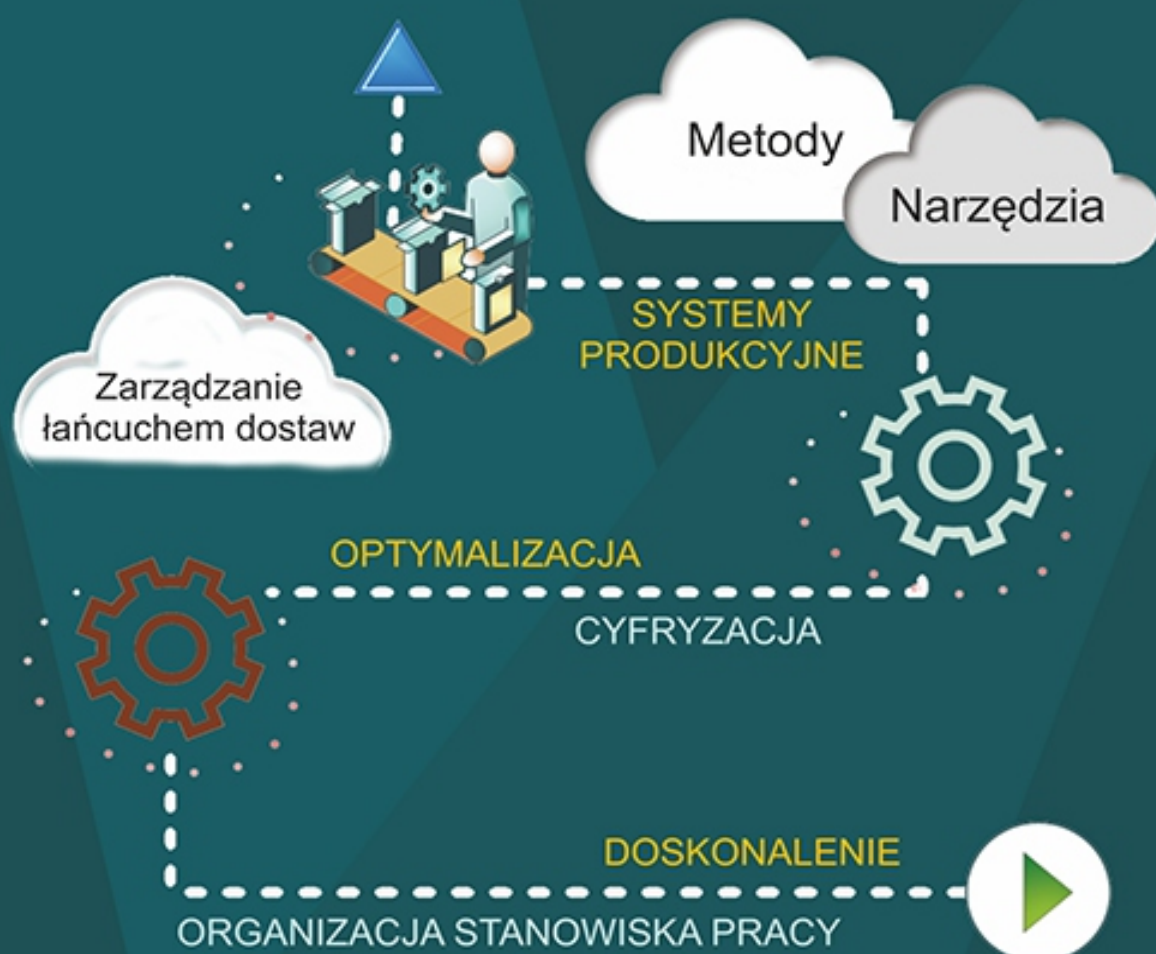 Metody
Narzędzia
SYSTEMY
PRODUKCYJNE
Zarządzanie
łańcuchem dostaw
OPTYMALIZACJA
CYFRYZACJA
DOSKONALENIE
ORGANIZACJA STANOWISKA PRACY